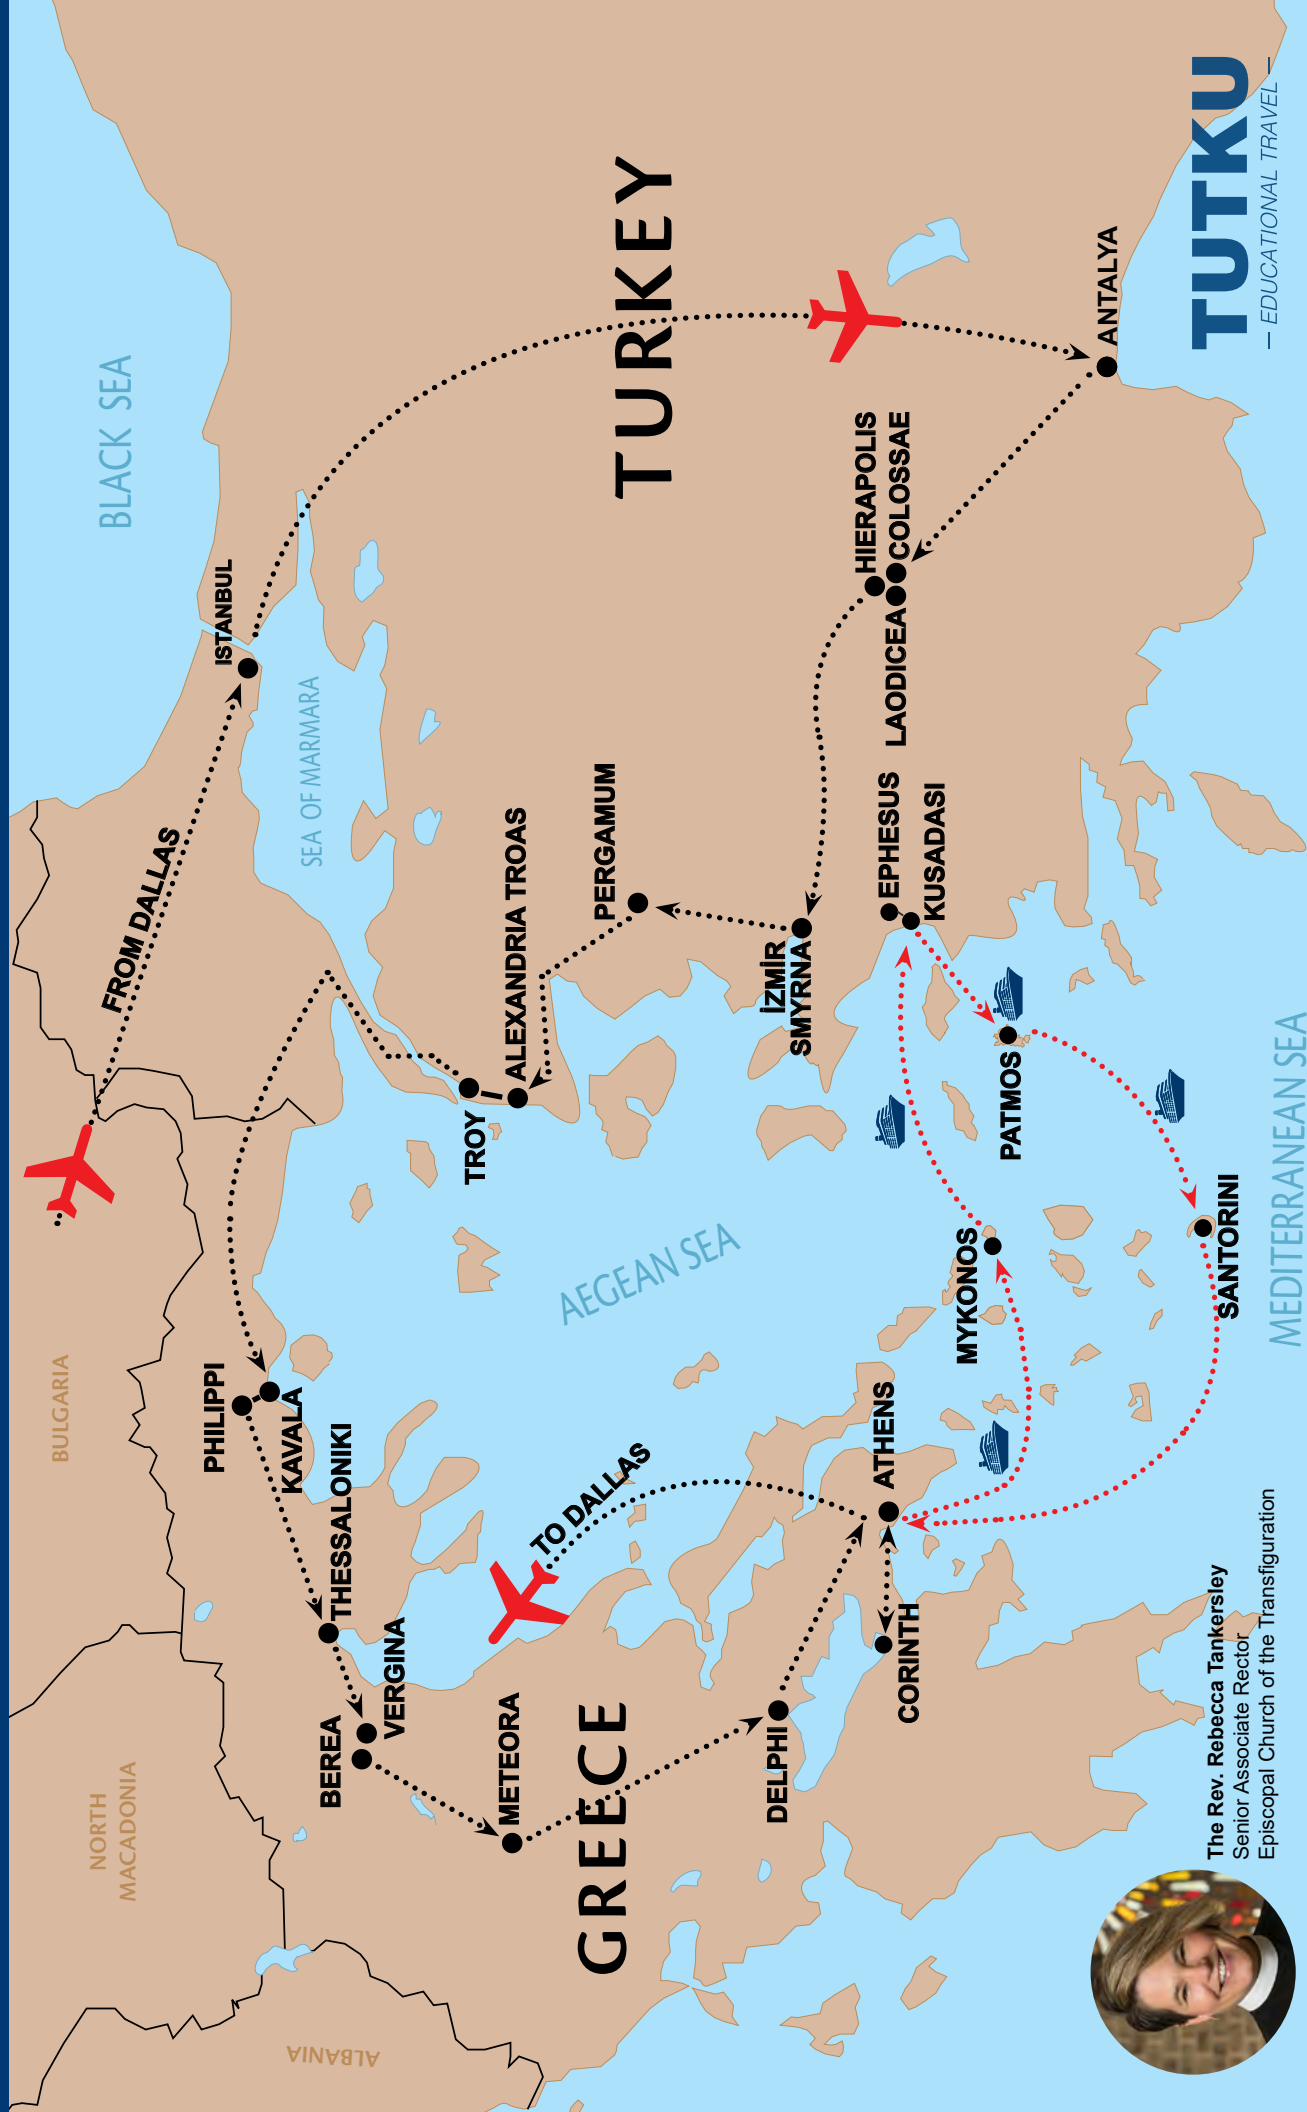 BULGARIA
NORTH
MACADONIA
ALBANIA
BLACK SEA
FROM DALLAS
ISTANBUL
SEA OF MARMARA
PHILIPPI
KAVALA
THESSALONIKI
BEREA
VERGINA
TROY
ALEXANDRIA TROAS
PERGAMUM
TURKEY
METEORA
TO DALLAS
GREECE
AEGEAN SEA
İZMİR
SMYRNA
DELPHI
ATHENS
CORINTH
EPHESUS
KUSADASI
LAODICEA
HIERAPOLIS
COLOSSAE
MYKONOS
PATMOS
ANTALYA
SANTORINI
MEDITERRANEAN SEA
The Rev. Rebecca Tankersley
Senior Associate Rector
Episcopal Church of the Transfiguration
TUTKU
— EDUCATIONAL TRAVEL —